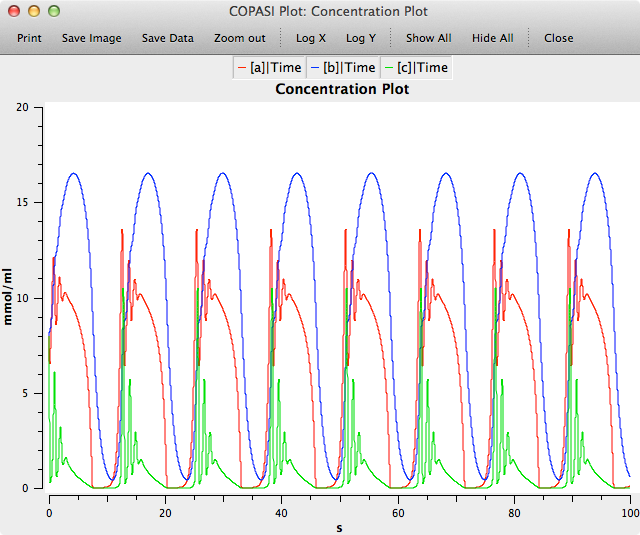 COPASI Plot: Concentration Plot
Print Save Image Save Data Zoom out Log X Log Y Show All Hide All Close
[a]|Time [b]|Time [c]|Time
Concentration Plot
20
15
10
5
0
mmol/ml
0 20 40 60 80 100
s